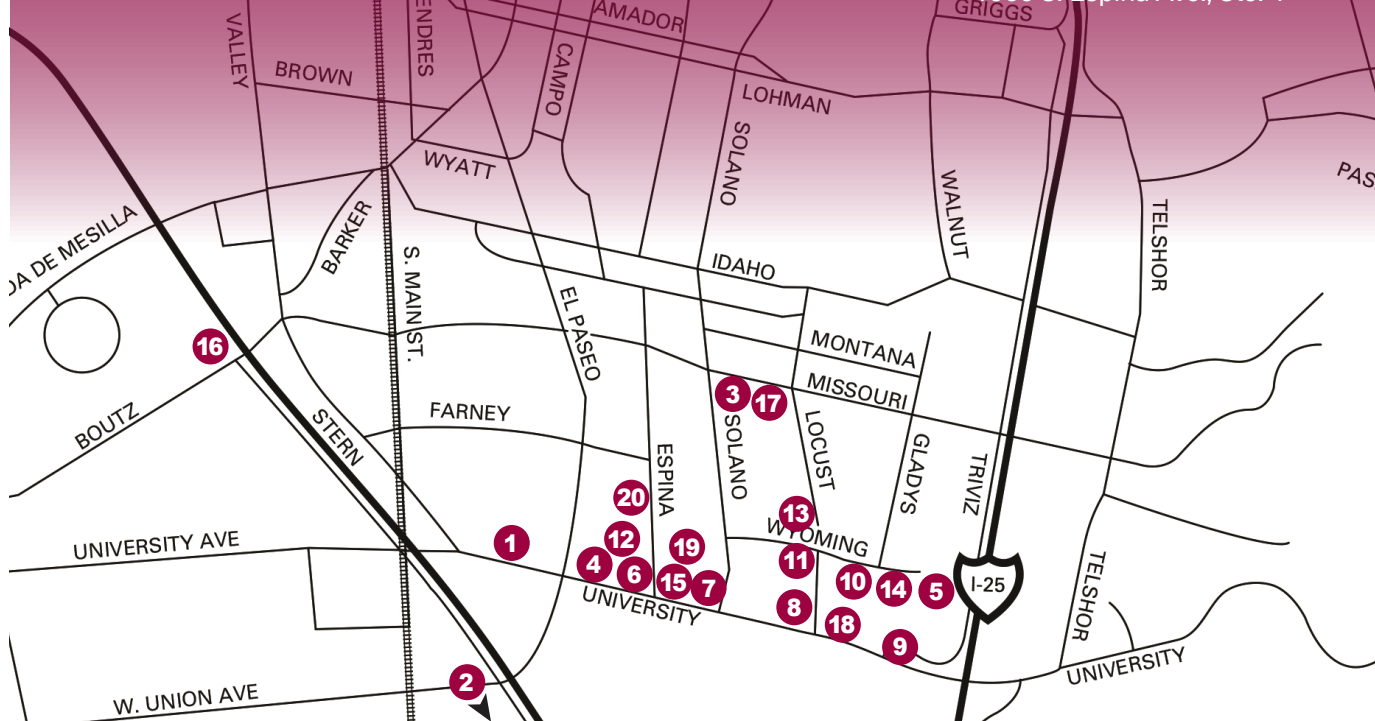 GRIGGS
AMADOR
VALLEY
ENDRES
CAMPO
BROWN
LOHMAN
SOLANO
WYATT
WALNUT
PAS
TELSHOR
BARKER
DA DE MESILLA
S. MAIN ST.
IDAHO
EL PASEO
16
MONTANA
MISSOURI
3
17
BOUTZ
STERN
FARNEY
SOLANO
LOCUST
GLADYS
TRIVIZ
ESPINA
20
13
WYOMING
UNIVERSITY AVE
1
12
19
4
6
15
7
11
10
14
5
I-25
TELSHOR
UNIVERSITY
8
18
9
UNIVERSITY
2
W. UNION AVE